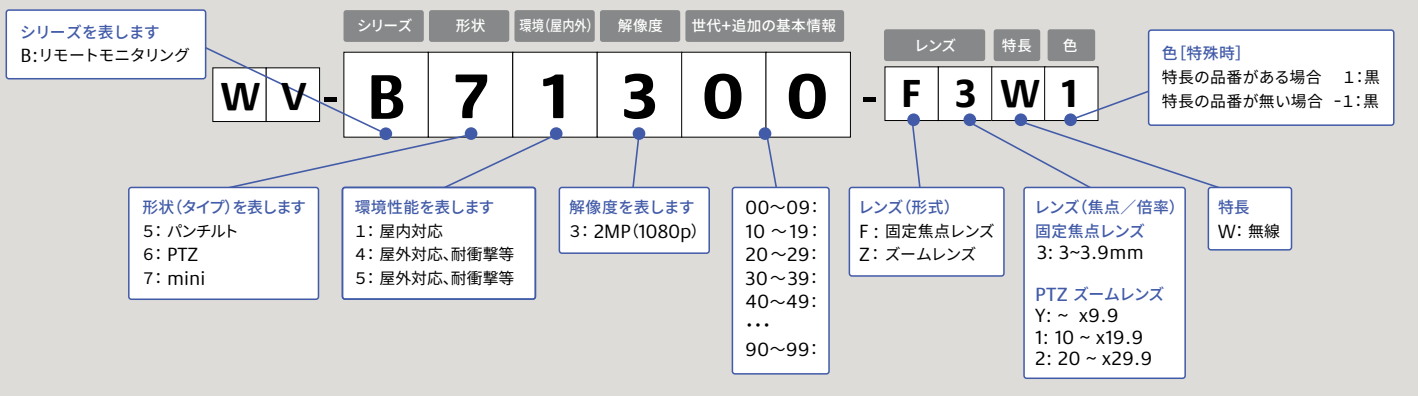 シリーズ 形状 環境(屋内外) 解像度 世代+追加の基本情報
レンズ 特長 色
WV-B71300-F3W1
シリーズを表します
B:リモートモニタリング
色[特殊時]
特長の品番がある場合 1:黒
特長の品番が無い場合 -1:黒
形状(タイプ)を表します
5: パンチルト
6: PTZ
7: mini
環境性能を表します
1: 屋内対応
4: 屋外対応、耐衝撃等
5: 屋外対応、耐衝撃等
解像度を表します
3: 2MP(1080p)
00～09:
10 ～19:
20～29:
30～39:
40～49:
・・・
90～99:
レンズ(形式)
F : 固定焦点レンズ
Z: ズームレンズ
レンズ(焦点／倍率)
固定焦点レンズ
3: 3~3.9mm
PTZ ズームレンズ
Y: ~ x9.9
1: 10 ~ x19.9
2: 20 ~ x29.9
特長
W: 無線